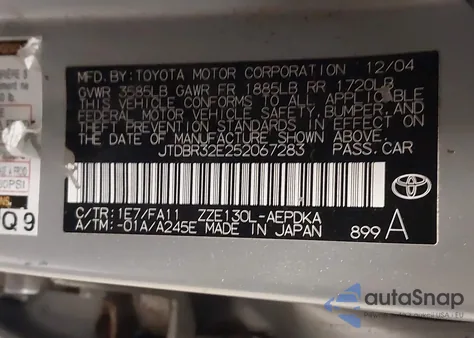 MFD.BY:TOYOTA MOTOR CORPORATION 12/04
GVWR 3585LB GAWR FR 1885LB RR 1720LB
THIS VEHICLE CONFORMS TO ALL APPLICABLE
FEDERAL MOTOR VEHICLE SAFETY, BUMPER, AND
THEFT PREVENTION STANDARDS IN EFFECT ON
THE DATE OF MANUFACTURE SHOWN ABOVE.
JTDBR32E252067283 PASS.CAR
C/TR:1E7/FA11 ZZE130L-AEPDKA
A/TM:-01A/A245E MADE IN JAPAN
899 A
TOYOTA
Q9
autoSnap